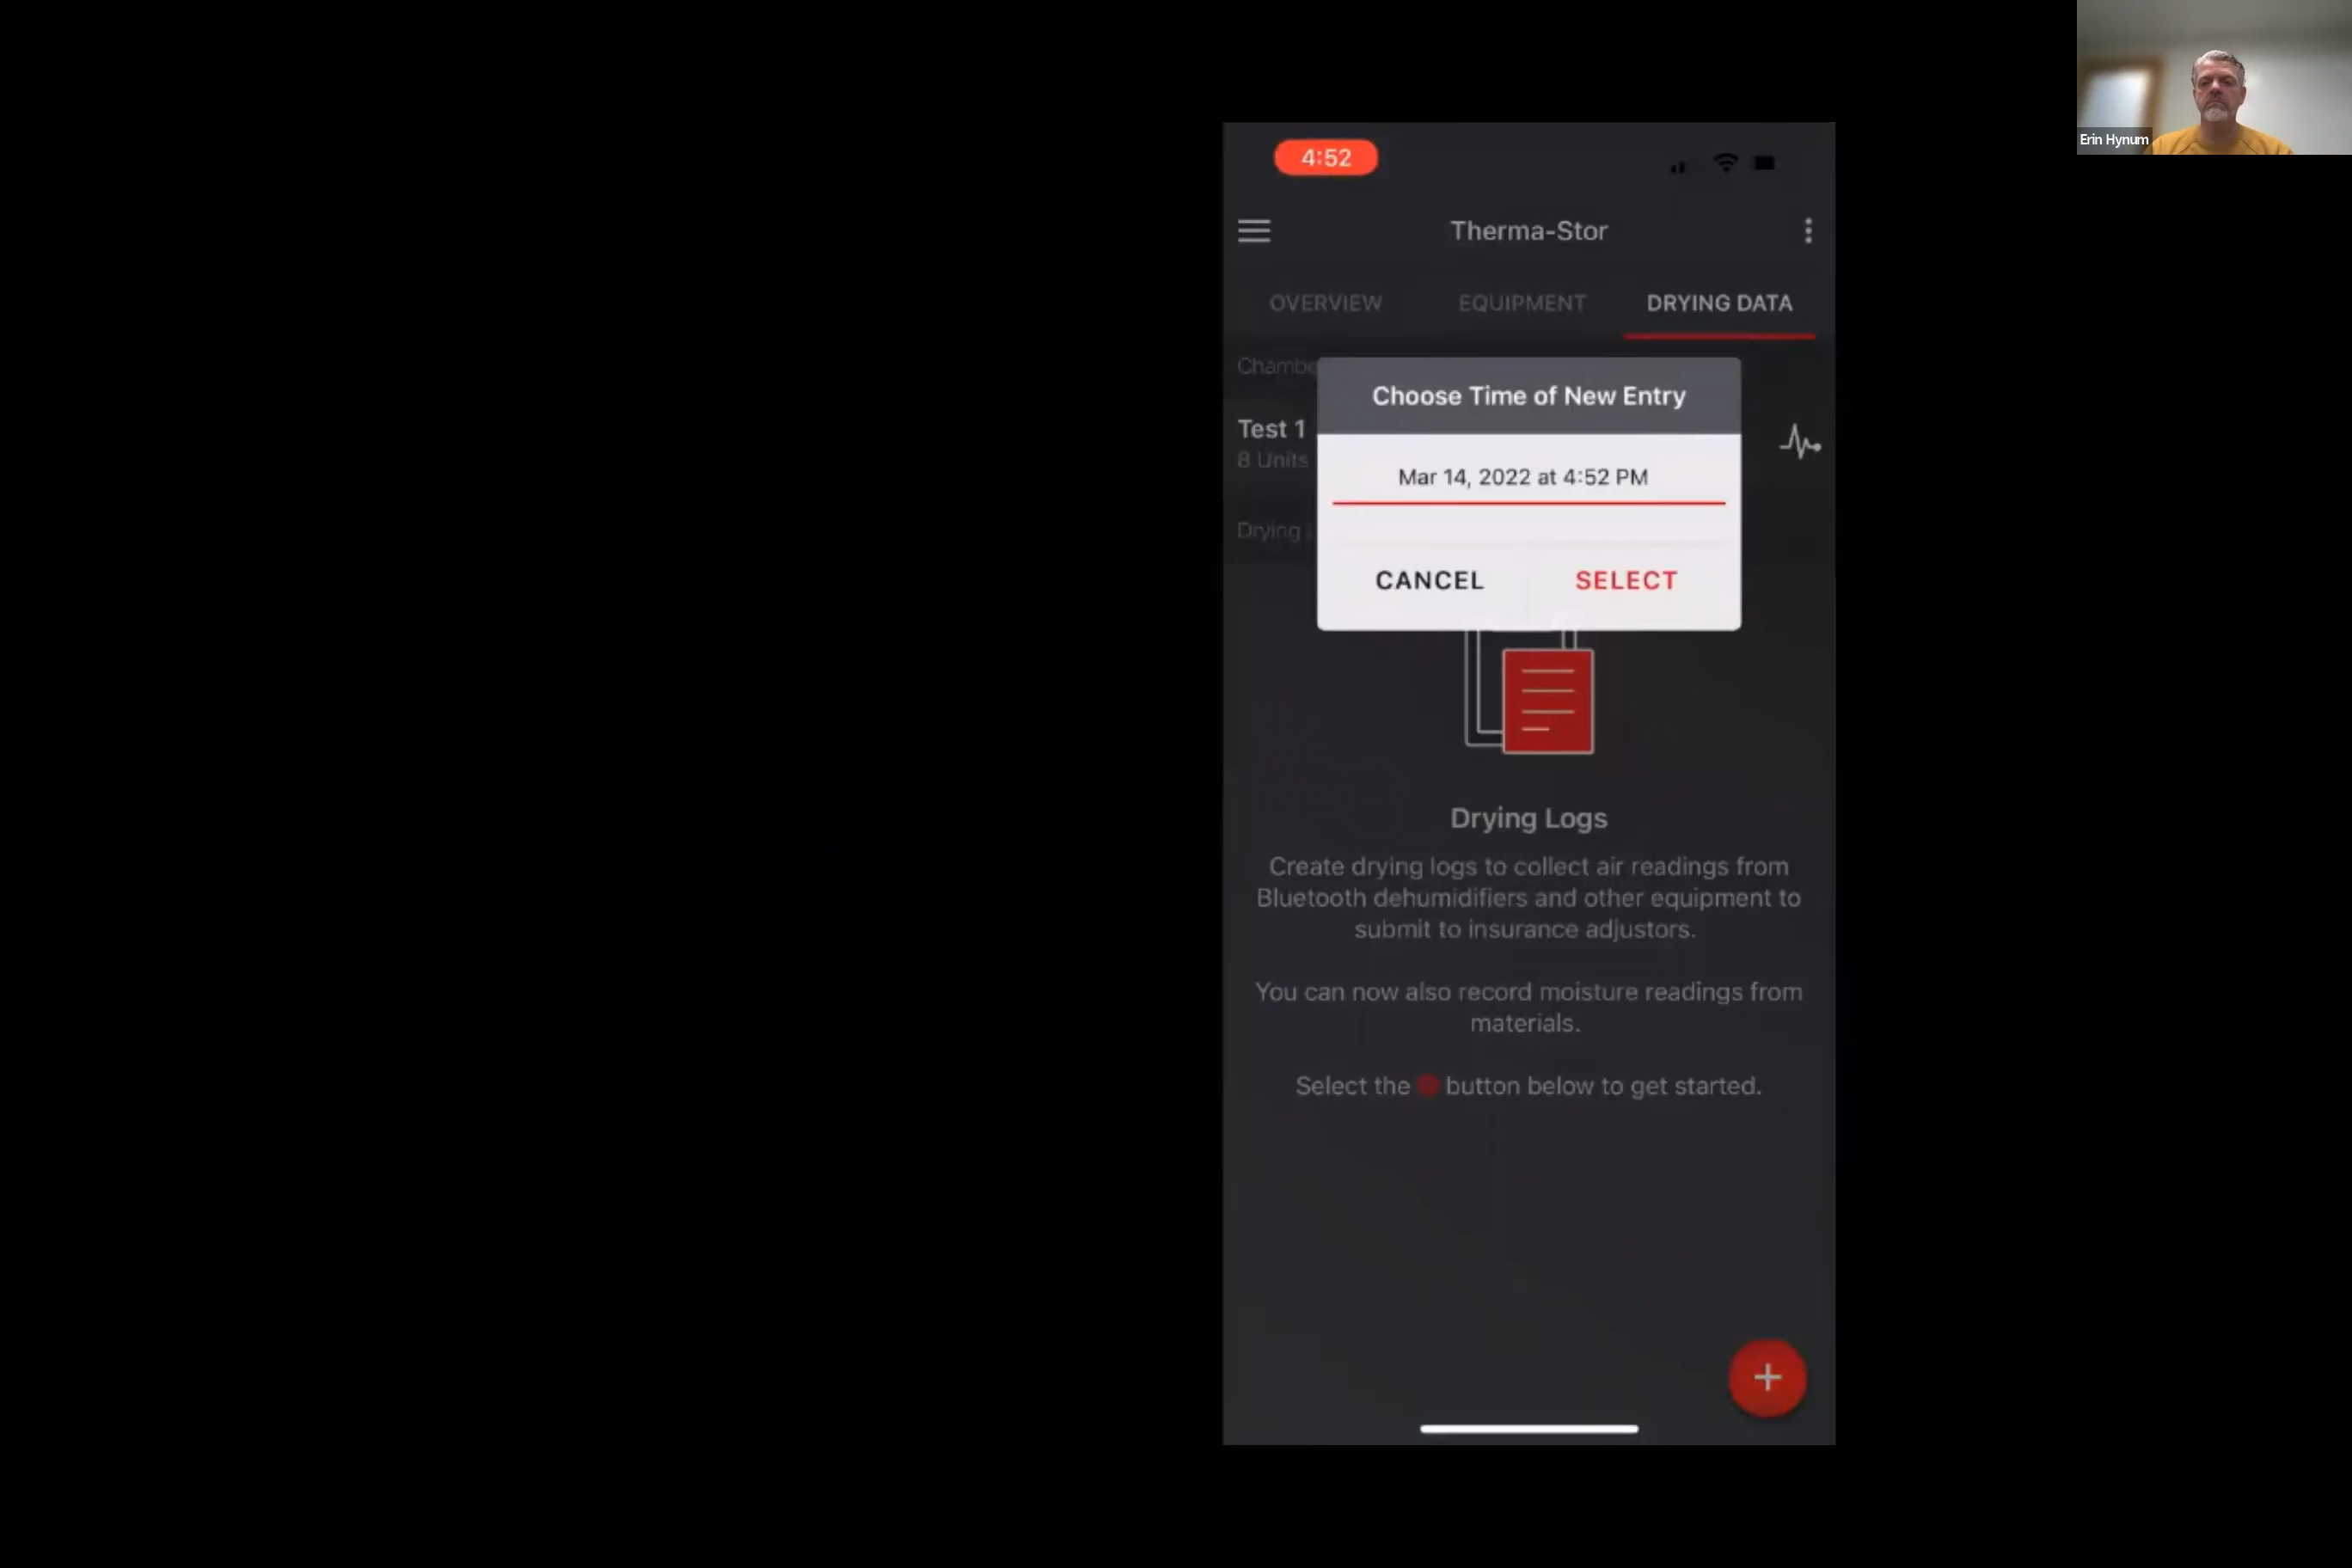 Erin Hynum
4:52
Therma-Stor
OVERVIEW EQUIPMENT DRYING DATA
Choose Time of New Entry
Test 1
8 Units
Mar 14, 2022 at 4:52 PM
Drying
CANCEL SELECT
Drying Logs
Create drying logs to collect air readings from
Bluetooth dehumidifiers and other equipment to
submit to insurance adjustors.
You can now also record moisture readings from
materials.
Select the button below to get started.
+